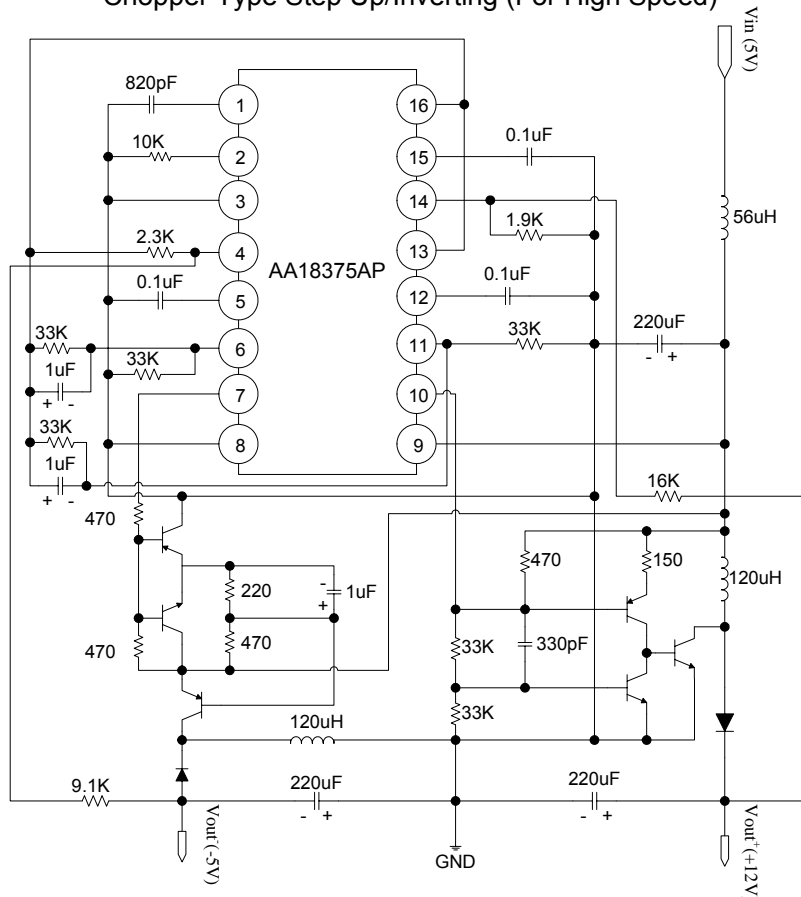 Chopper Type Step Up/Inverting (For High Speed)
Vin (5V)
820pF
1
16
0.1uF
10K
2
15
3
14
56uH
2.3K
1.9K
4
13
AA18375AP
0.1uF
0.1uF
5
12
220uF
33K
33K
6
11
- +
1uF
33K
+ -
7
10
33K
8
9
1uF
+ -
16K
470
470
150
120uH
220
-
1uF
+
330pF
470
470
33K
33K
120uH
9.1K
220uF
220uF
- +
- +
Vout-(-5V)
GND
Vout+(+12V)